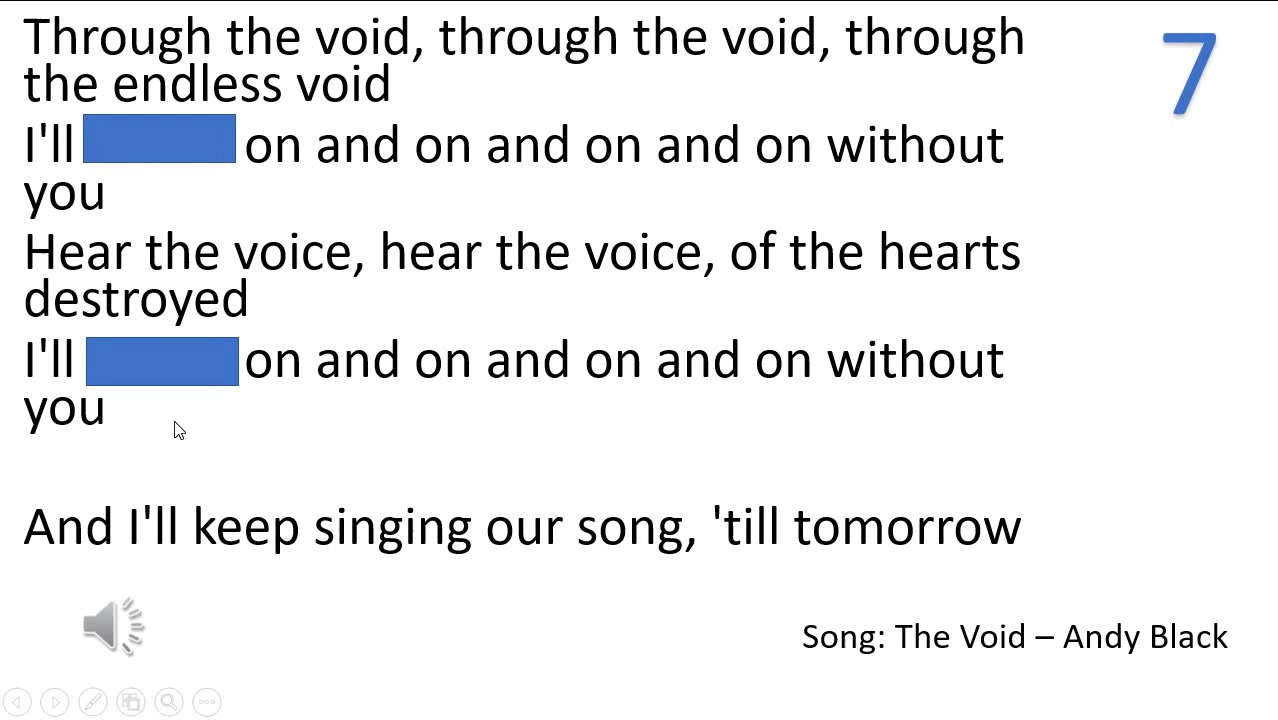 Through the void, through the void, through
the endless void
7
I'll on and on and on and on without
you
Hear the voice, hear the voice, of the hearts
destroyed
I'll on and on and on and on without
you
And I'll keep singing our song, 'till tomorrow
Song: The Void – Andy Black